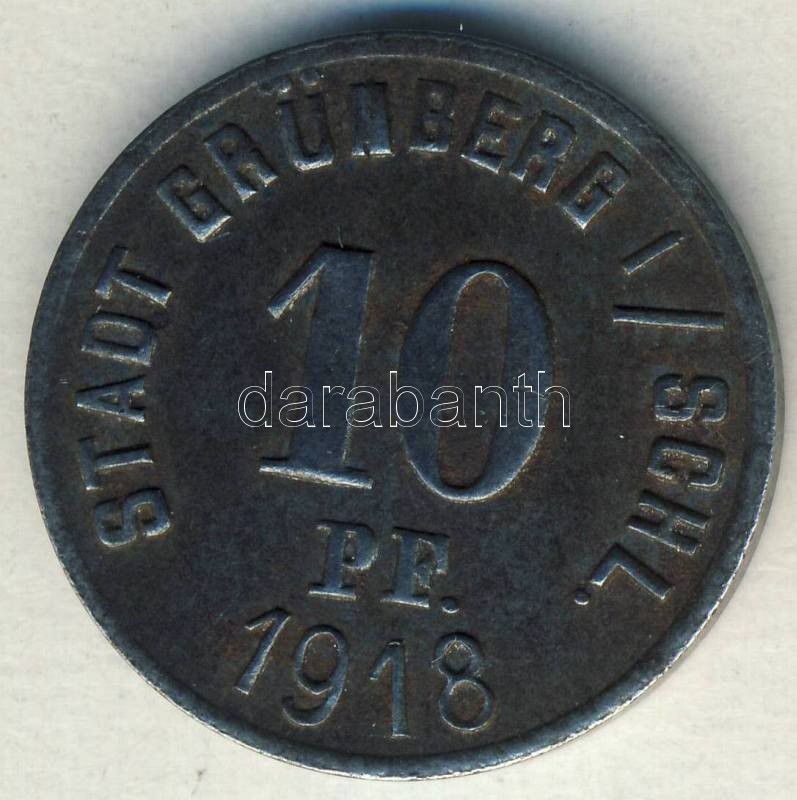 STADT GRÜNBERG I/SCHL.
10
PF.
1918
darabanth